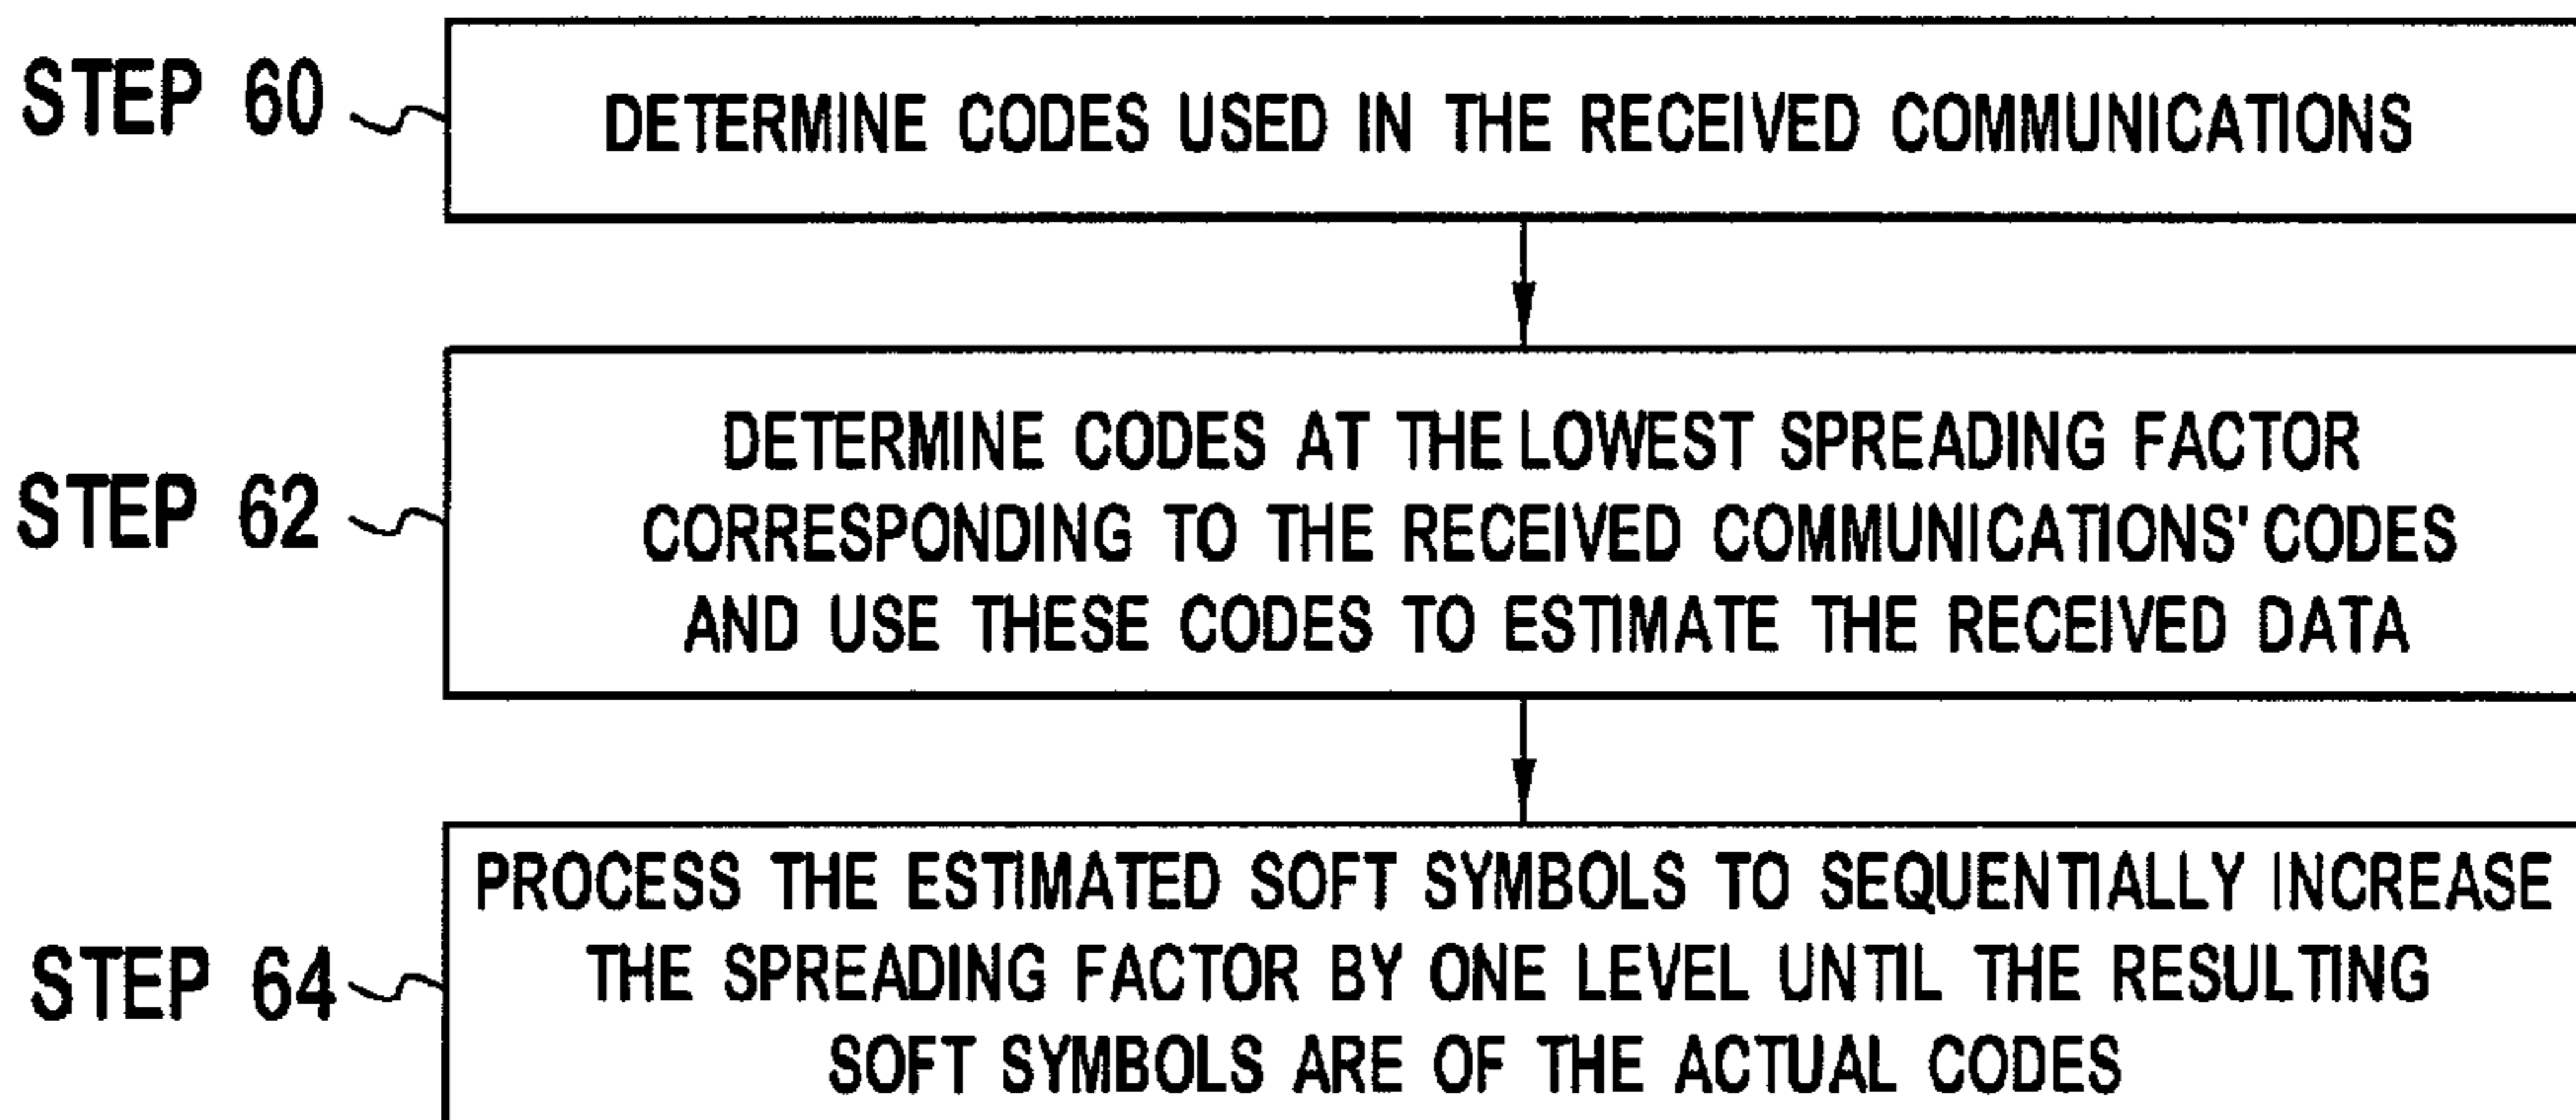 STEP 60
DETERMINE CODES USED IN THE RECEIVED COMMUNICATIONS
STEP 62
DETERMINE CODES AT THE LOWEST SPREADING FACTOR
CORRESPONDING TO THE RECEIVED COMMUNICATIONS' CODES
AND USE THESE CODES TO ESTIMATE THE RECEIVED DATA
STEP 64
PROCESS THE ESTIMATED SOFT SYMBOLS TO SEQUENTIALLY INCREASE
THE SPREADING FACTOR BY ONE LEVEL UNTIL THE RESULTING
SOFT SYMBOLS ARE OF THE ACTUAL CODES